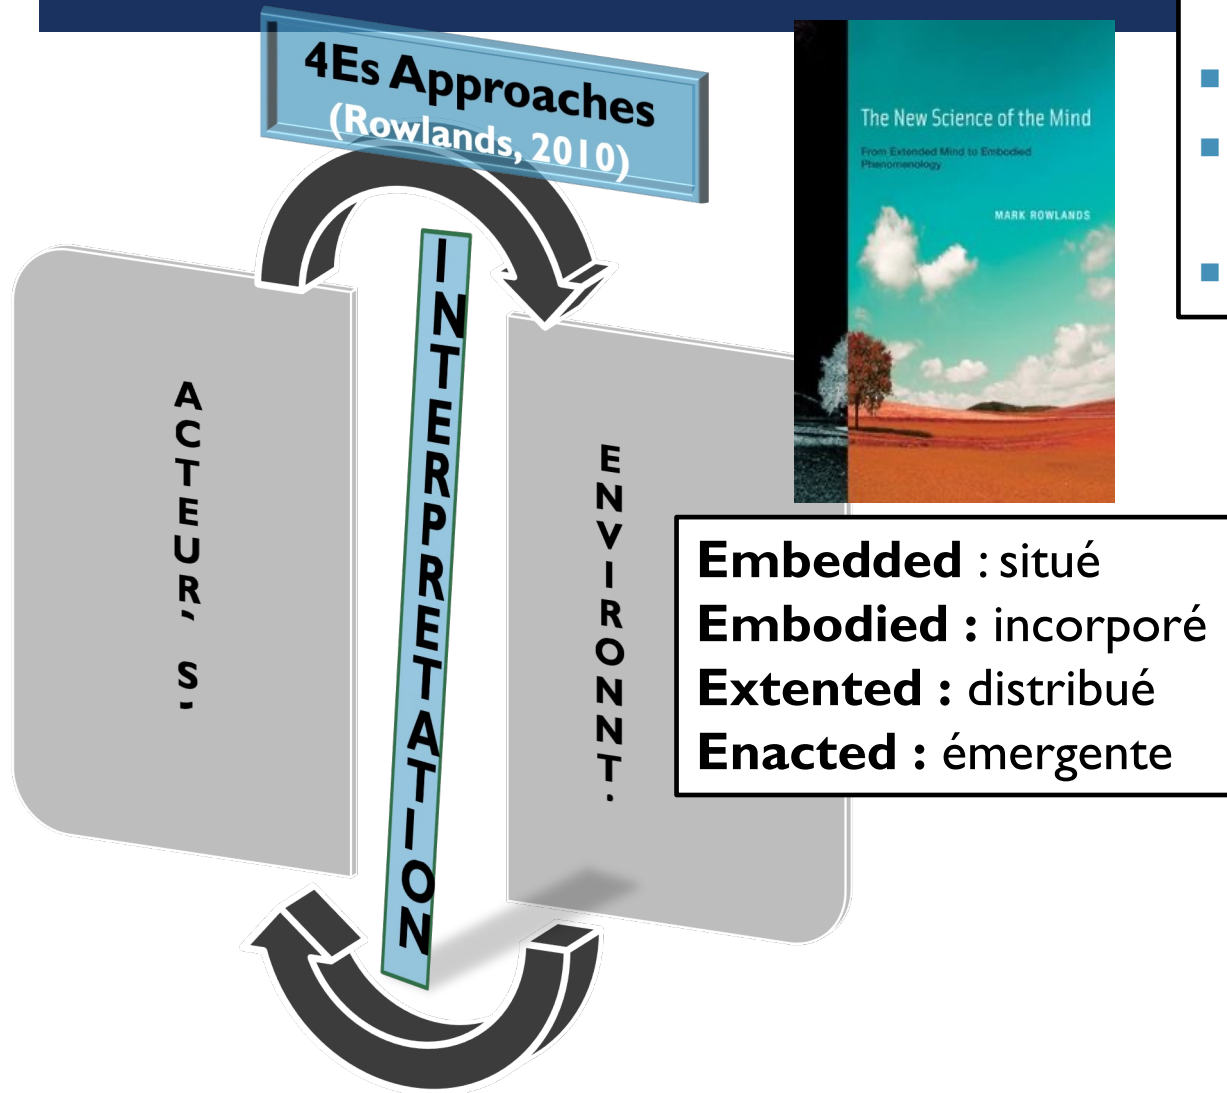 4Es Approaches
(Rowlands, 2010)
The New Science of the Mind
From Extended Mind to Embodied
Phenomenology
MARK ROWLANDS
ACTEUR-S-
INTERPRETATION
ENVIRONNT.
Embedded : situé
Embodied : incorporé
Extented : distribué
Enacted : émergente